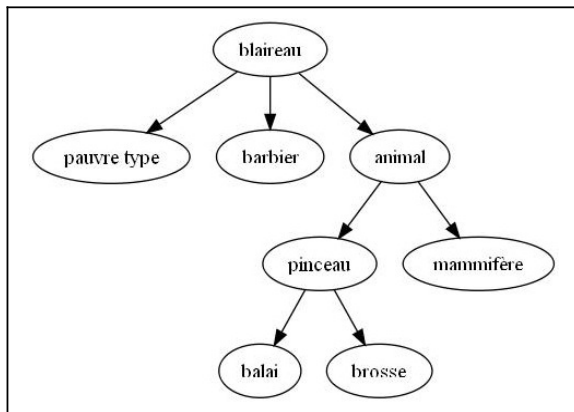 blaireau
pauvre type barbier animal
pinceau mammifère
balai brosse